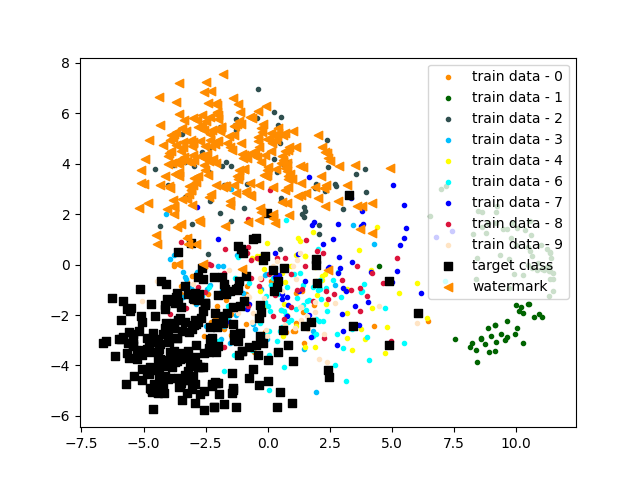 8
6
4
2
0
−2
−4
−6
−7.5 −5.0 −2.5 0.0 2.5 5.0 7.5 10.0
train data - 0
train data - 1
train data - 2
train data - 3
train data - 4
train data - 6
train data - 7
train data - 8
train data - 9
target class
watermark